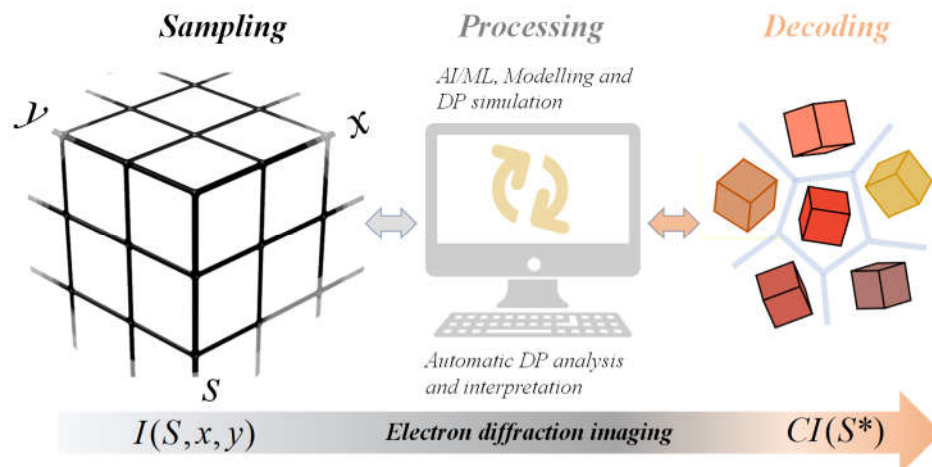 Sampling
Processing
Decoding
AI/ML, Modelling and
DP simulation
y
x
S
Automatic DP analysis
and interpretation
I(S,x,y)
Electron diffraction imaging
CI(S*)